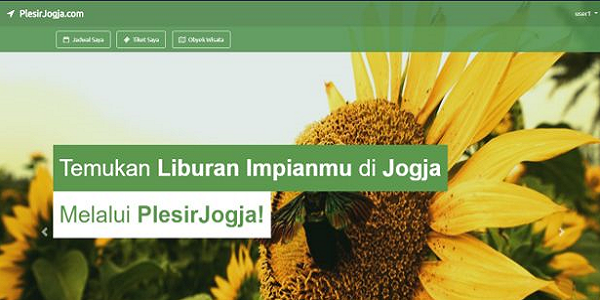 PlesirJogja.com
user1
Jadwal Saya
Tiket Saya
Obyek Wisata
Temukan Liburan Impianmu di Jogja
Melalui PlesirJogja!